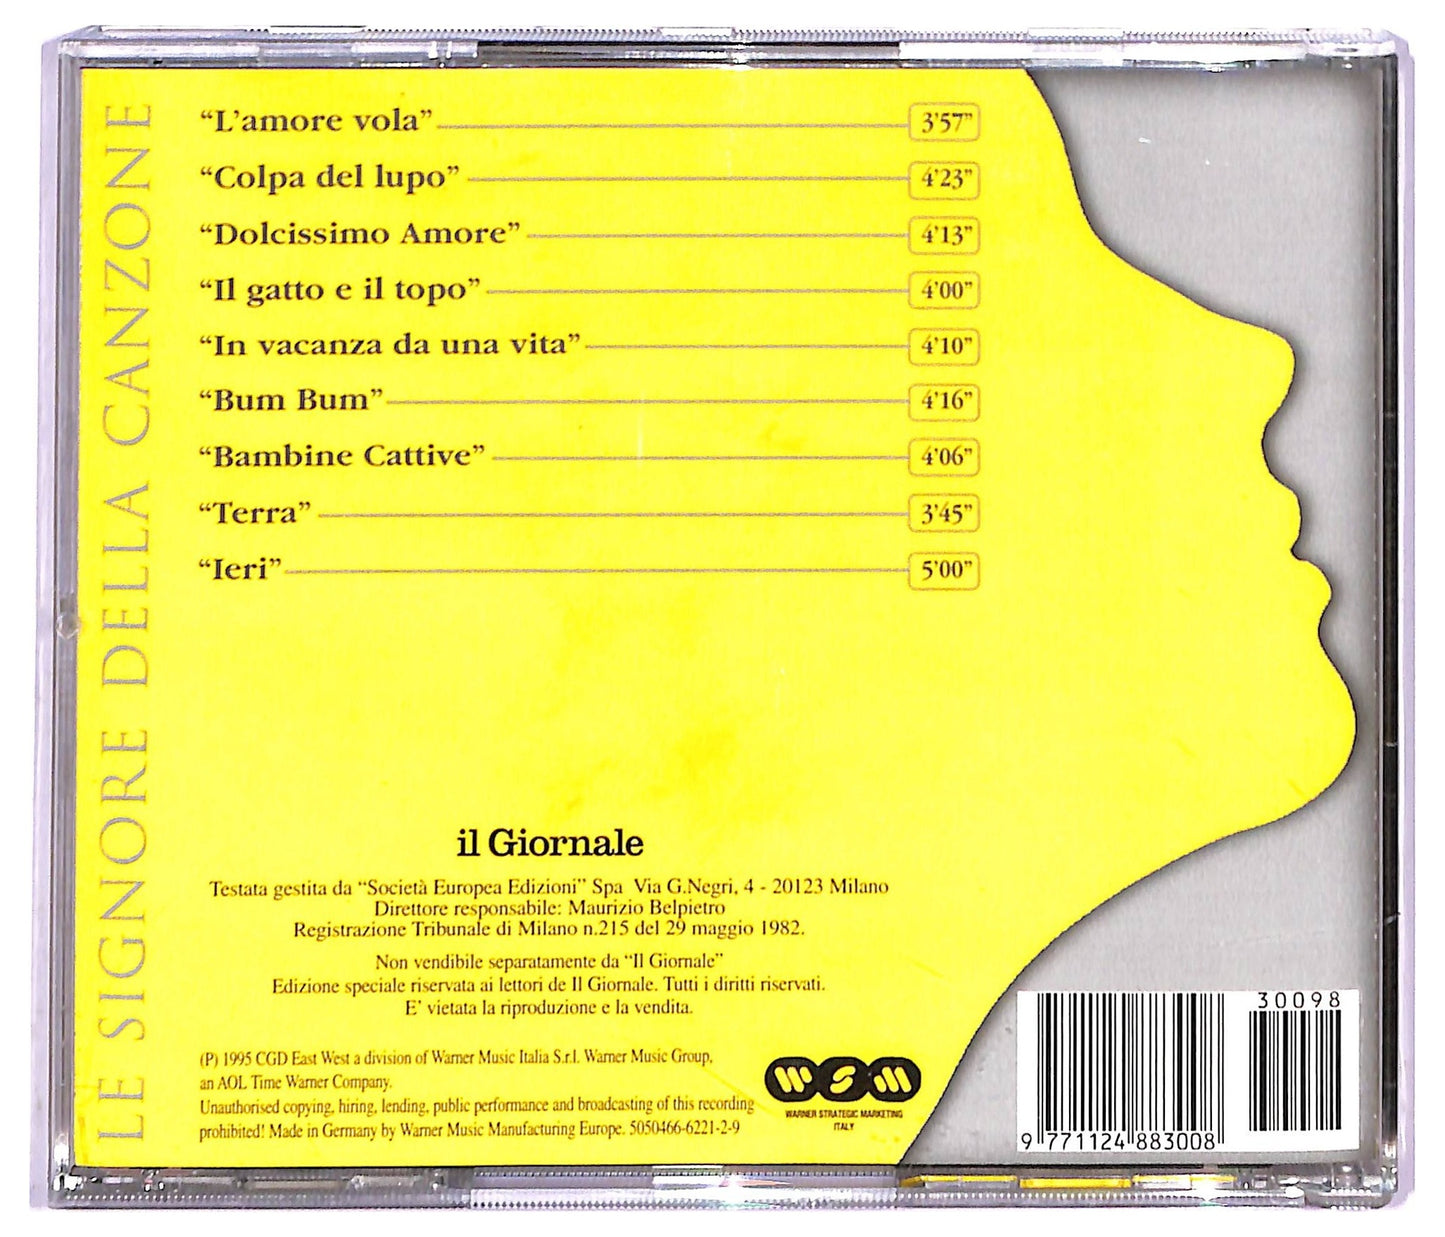 LE SIGNORE DELLA CANZONE
“L’amore vola” 3’57”
“Colpa del lupo” 4’23”
“Dolcissimo Amore” 4’13”
“Il gatto e il topo” 4’00”
“In vacanza da una vita” 4’10”
“Bum Bum” 4’16”
“Bambine Cattive” 4’06”
“Terra” 3’45”
“Ieri” 5’00”
il Giornale
Testata gestita da “Società Europea Edizioni” Spa Via G.Negri, 4 - 20123 Milano
Direttore responsabile: Maurizio Belpietro
Registrazione Tribunale di Milano n.215 del 29 maggio 1982.
Non vendibile separatamente da “Il Giornale”
Edizione speciale riservata ai lettori de Il Giornale. Tutti i diritti riservati.
E’ vietata la riproduzione e la vendita.
(P) 1995 CGD East West a division of Warner Music Italia S.r.l. Warner Music Group,
an AOL Time Warner Company.
Unauthorised copying, hiring, lending, public performance and broadcasting of this recording
prohibited! Made in Germany by Warner Music Manufacturing Europe. 5050466-6221-2-9
WSM
WARNER STRATEGIC MARKETING
ITALY
30098
9 771124 883008